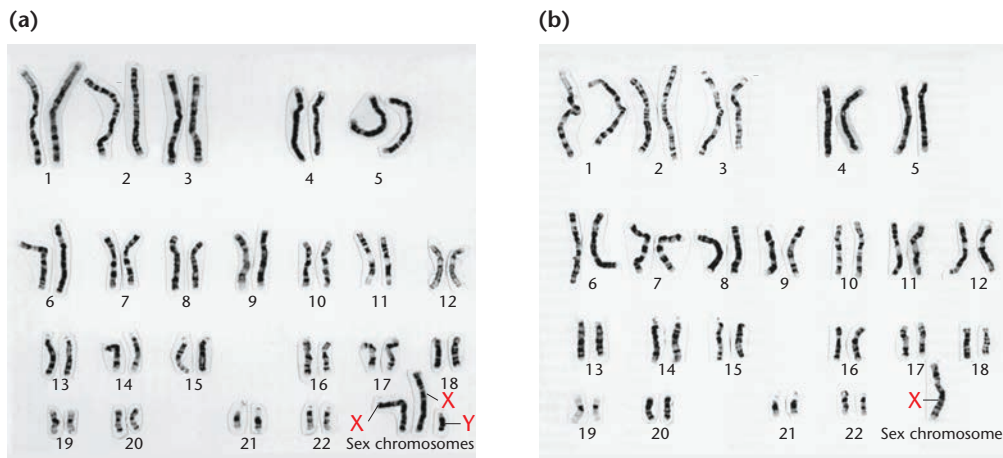 (a)
1 2 3 4 5
6 7 8 9 10 11 12
13 14 15 16 17 18
X X Y
19 20 21 22 Sex chromosomes
(b)
1 2 3 4 5
6 7 8 9 10 11 12
13 14 15 16 17 18
X
19 20 21 22 Sex chromosome